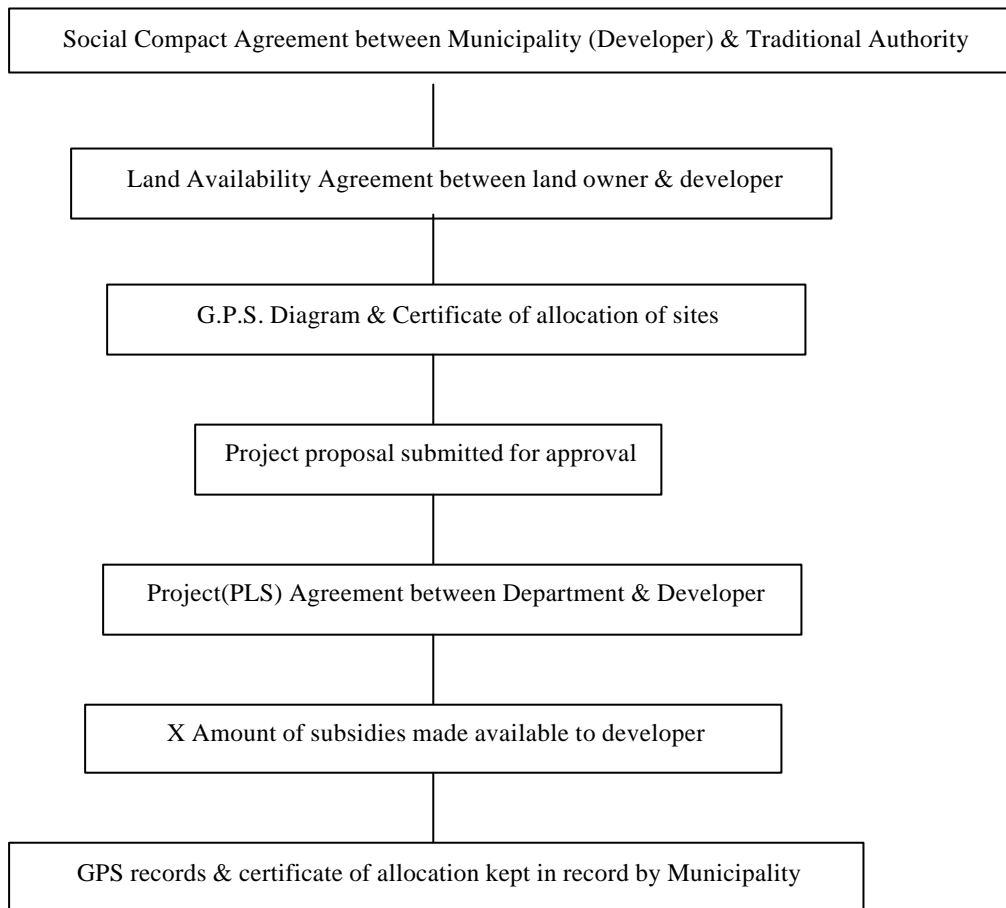 Social Compact Agreement between Municipality (Developer) & Traditional Authority
Land Availability Agreement between land owner & developer
G.P.S. Diagram & Certificate of allocation of sites
Project proposal submitted for approval
Project(PLS) Agreement between Department & Developer
X Amount of subsidies made available to developer
GPS records & certificate of allocation kept in record by Municipality